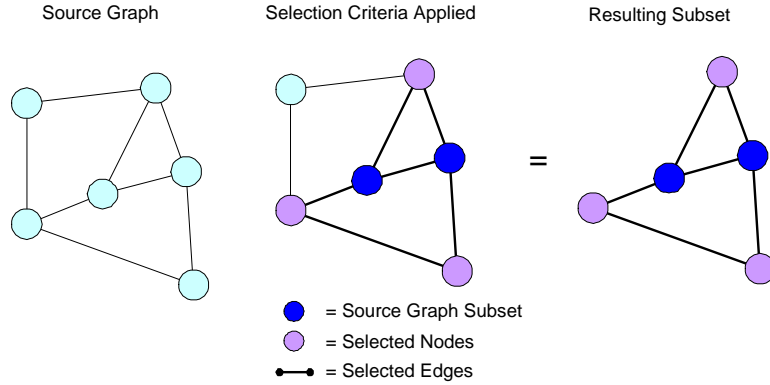 Source Graph
Selection Criteria Applied
Resulting Subset
=
= Source Graph Subset
= Selected Nodes
= Selected Edges